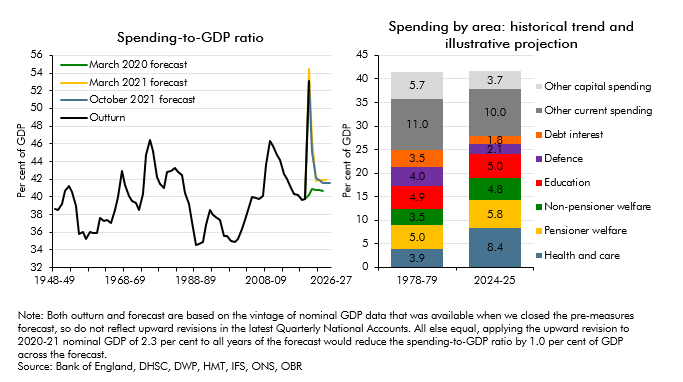 Spending-to-GDP ratio
56
54
52
50
48
46
44
42
40
38
36
34
32
Per cent of GDP
March 2020 forecast
March 2021 forecast
October 2021 forecast
Outturn
1948-49
1968-69
1988-89
2008-09
2026-27
Spending by area: historical trend and
illustrative projection
45
40
35
30
25
20
15
10
5
0
Per cent of GDP
5.7
11.0
3.5
4.0
4.9
3.5
5.0
3.9
1978-79
3.7
10.0
1.8
2.1
5.0
4.8
5.8
8.4
2024-25
Other capital spending
Other current spending
Debt interest
Defence
Education
Non-pensioner welfare
Pensioner welfare
Health and care
Note: Both outturn and forecast are based on the vintage of nominal GDP data that was available when we closed the pre-measures
forecast, so do not reflect upward revisions in the latest Quarterly National Accounts. All else equal, applying the upward revision to
2020-21 nominal GDP of 2.3 per cent to all years of the forecast would reduce the spending-to-GDP ratio by 1.0 per cent of GDP
across the forecast.
Source: Bank of England, DHSC, DWP, HMT, IFS, ONS, OBR